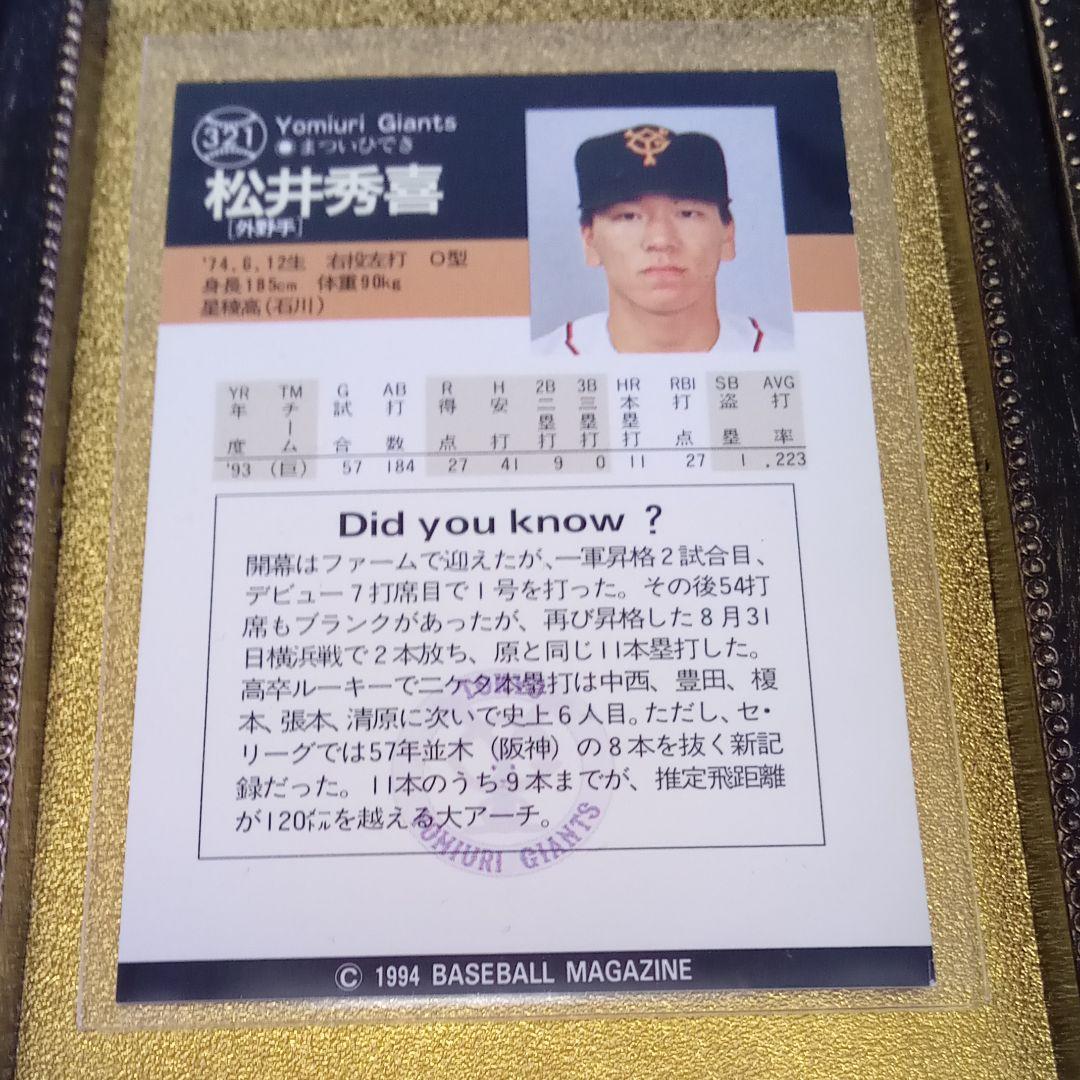 321
Yomiuri Giants
●まついひでき
松井秀喜
[外野手]
'74.6.12生 右投左打 O型
身長185cm 体重90kg
星稜高(石川)
YR TM G AB R H 2B 3B HR RBI SB AVG
年度 チーム 試合 打数 得点 安打 二塁打 三塁打 本塁打 打点 盗塁 打率
'93 (巨) 57 184 27 41 9 0 11 27 1 .223
Did you know ?
開幕はファームで迎えたが、一軍昇格2試合目、
デビュー7打席目で1号を打った。その後54打
席もブランクがあったが、再び昇格した8月31
日横浜戦で2本放ち、原と同じ11本塁打した。
高卒ルーキーで二ケタ本塁打は中西、豊田、榎
本、張本、清原に次いで史上6人目。ただし、セ・
リーグでは57年並木(阪神)の8本を抜く新記
録だった。11本のうち9本までが、推定飛距離
が120㍍を越える大アーチ。
YOMIURI GIANTS
© 1994 BASEBALL MAGAZINE